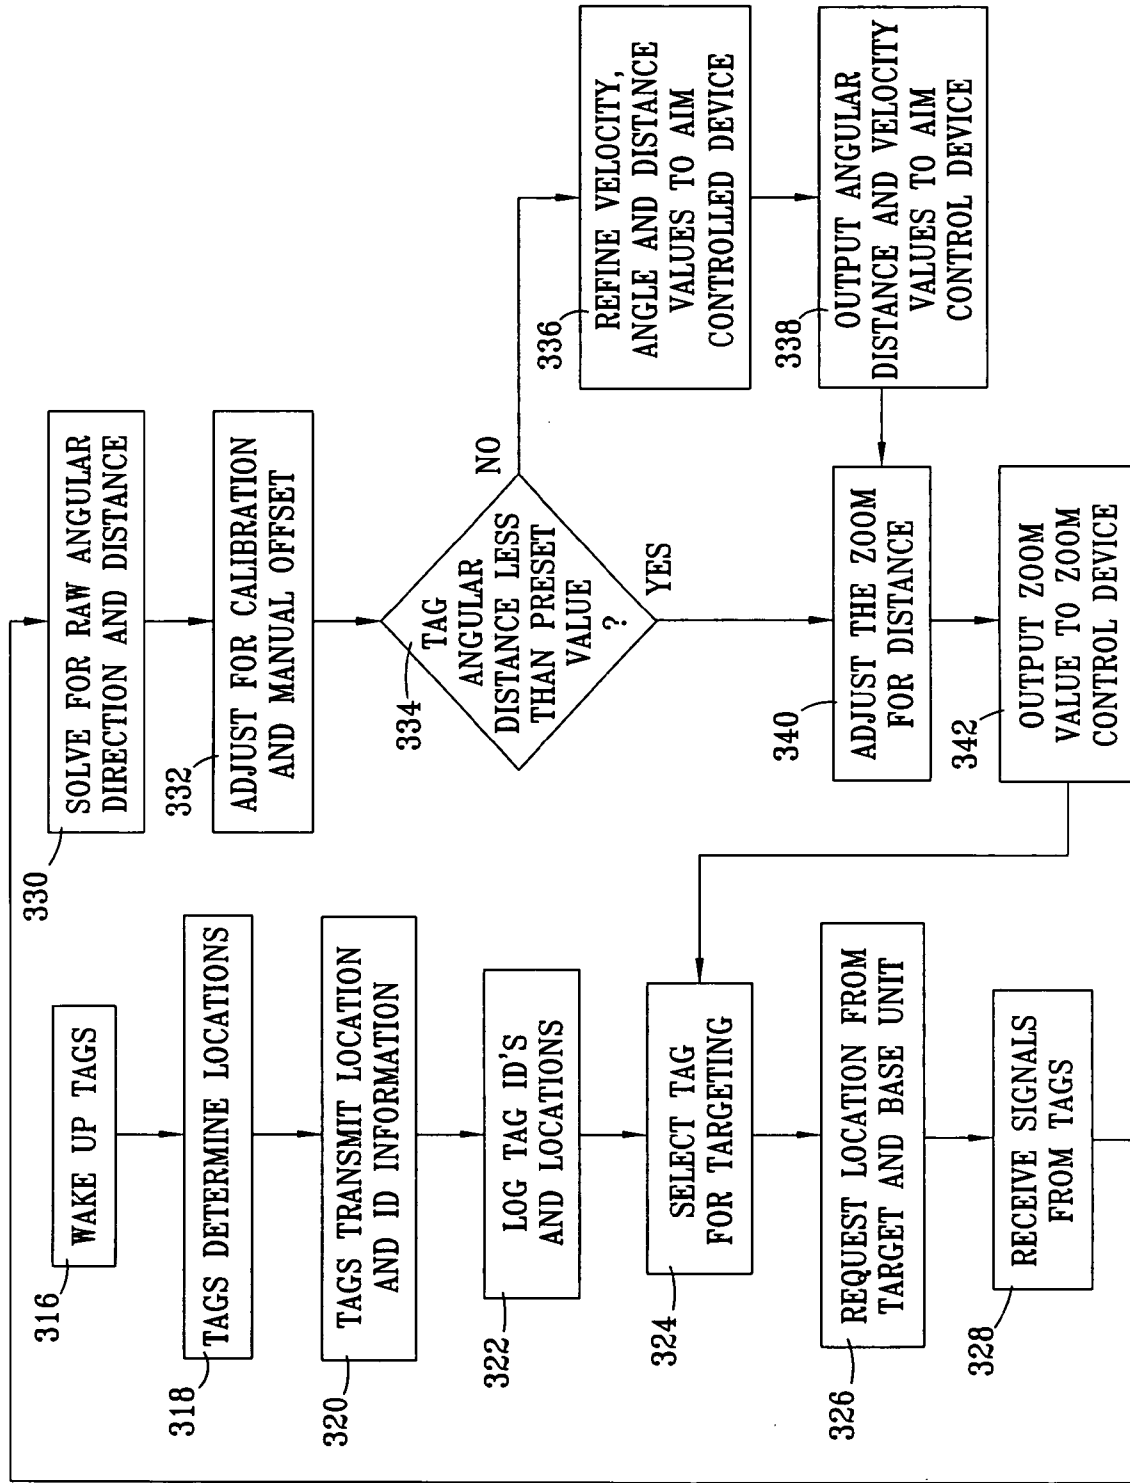 316
WAKE UP TAGS
318
TAGS DETERMINE LOCATIONS
320
TAGS TRANSMIT LOCATION
AND ID INFORMATION
322
LOG TAG ID'S
AND LOCATIONS
324
SELECT TAG
FOR TARGETING
326
REQUEST LOCATION FROM
TARGET AND BASE UNIT
328
RECEIVE SIGNALS
FROM TAGS
330
SOLVE FOR RAW ANGULAR
DIRECTION AND DISTANCE
332
ADJUST FOR CALIBRATION
AND MANUAL OFFSET
334
TAG
ANGULAR
DISTANCE LESS
THAN PRESET
VALUE
?
NO
YES
336
REFINE VELOCITY,
ANGLE AND DISTANCE
VALUES TO AIM
CONTROLLED DEVICE
338
OUTPUT ANGULAR
DISTANCE AND VELOCITY
VALUES TO AIM
CONTROL DEVICE
340
ADJUST THE ZOOM
FOR DISTANCE
342
OUTPUT ZOOM
VALUE TO ZOOM
CONTROL DEVICE